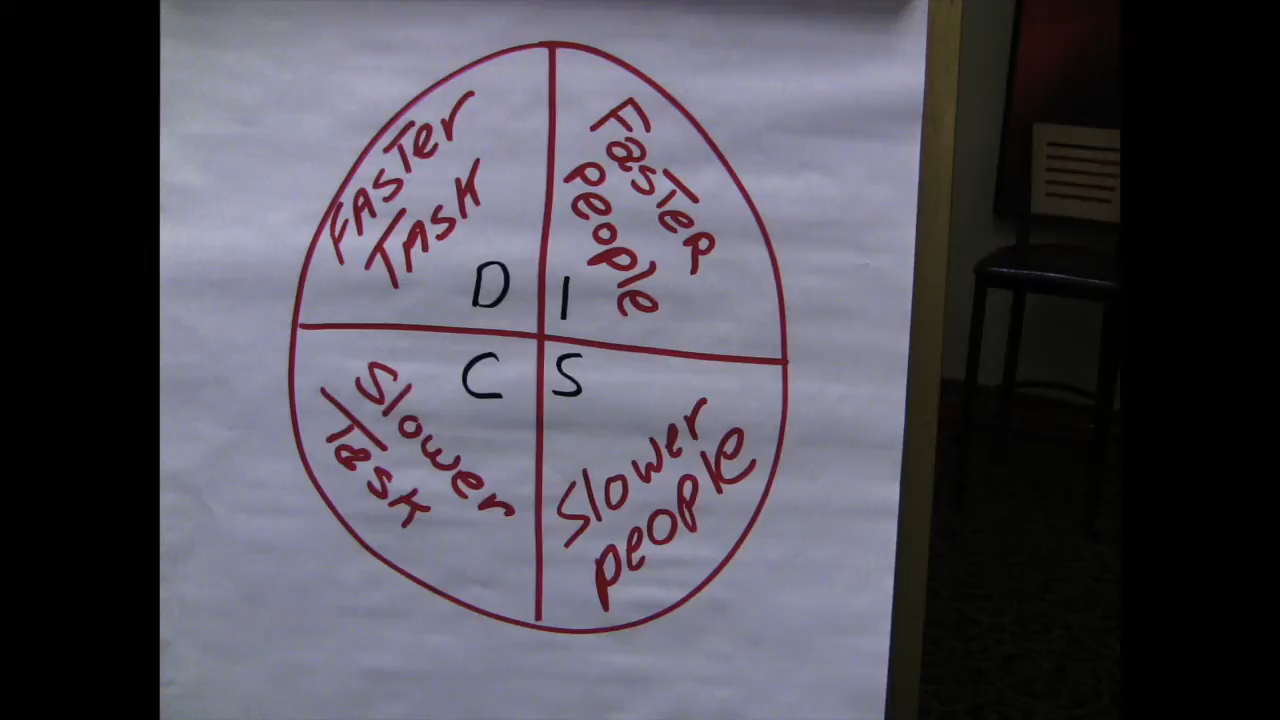 FASTer
TASK
D
FasTER
people
I
C
Slower
Task
S
Slower
people